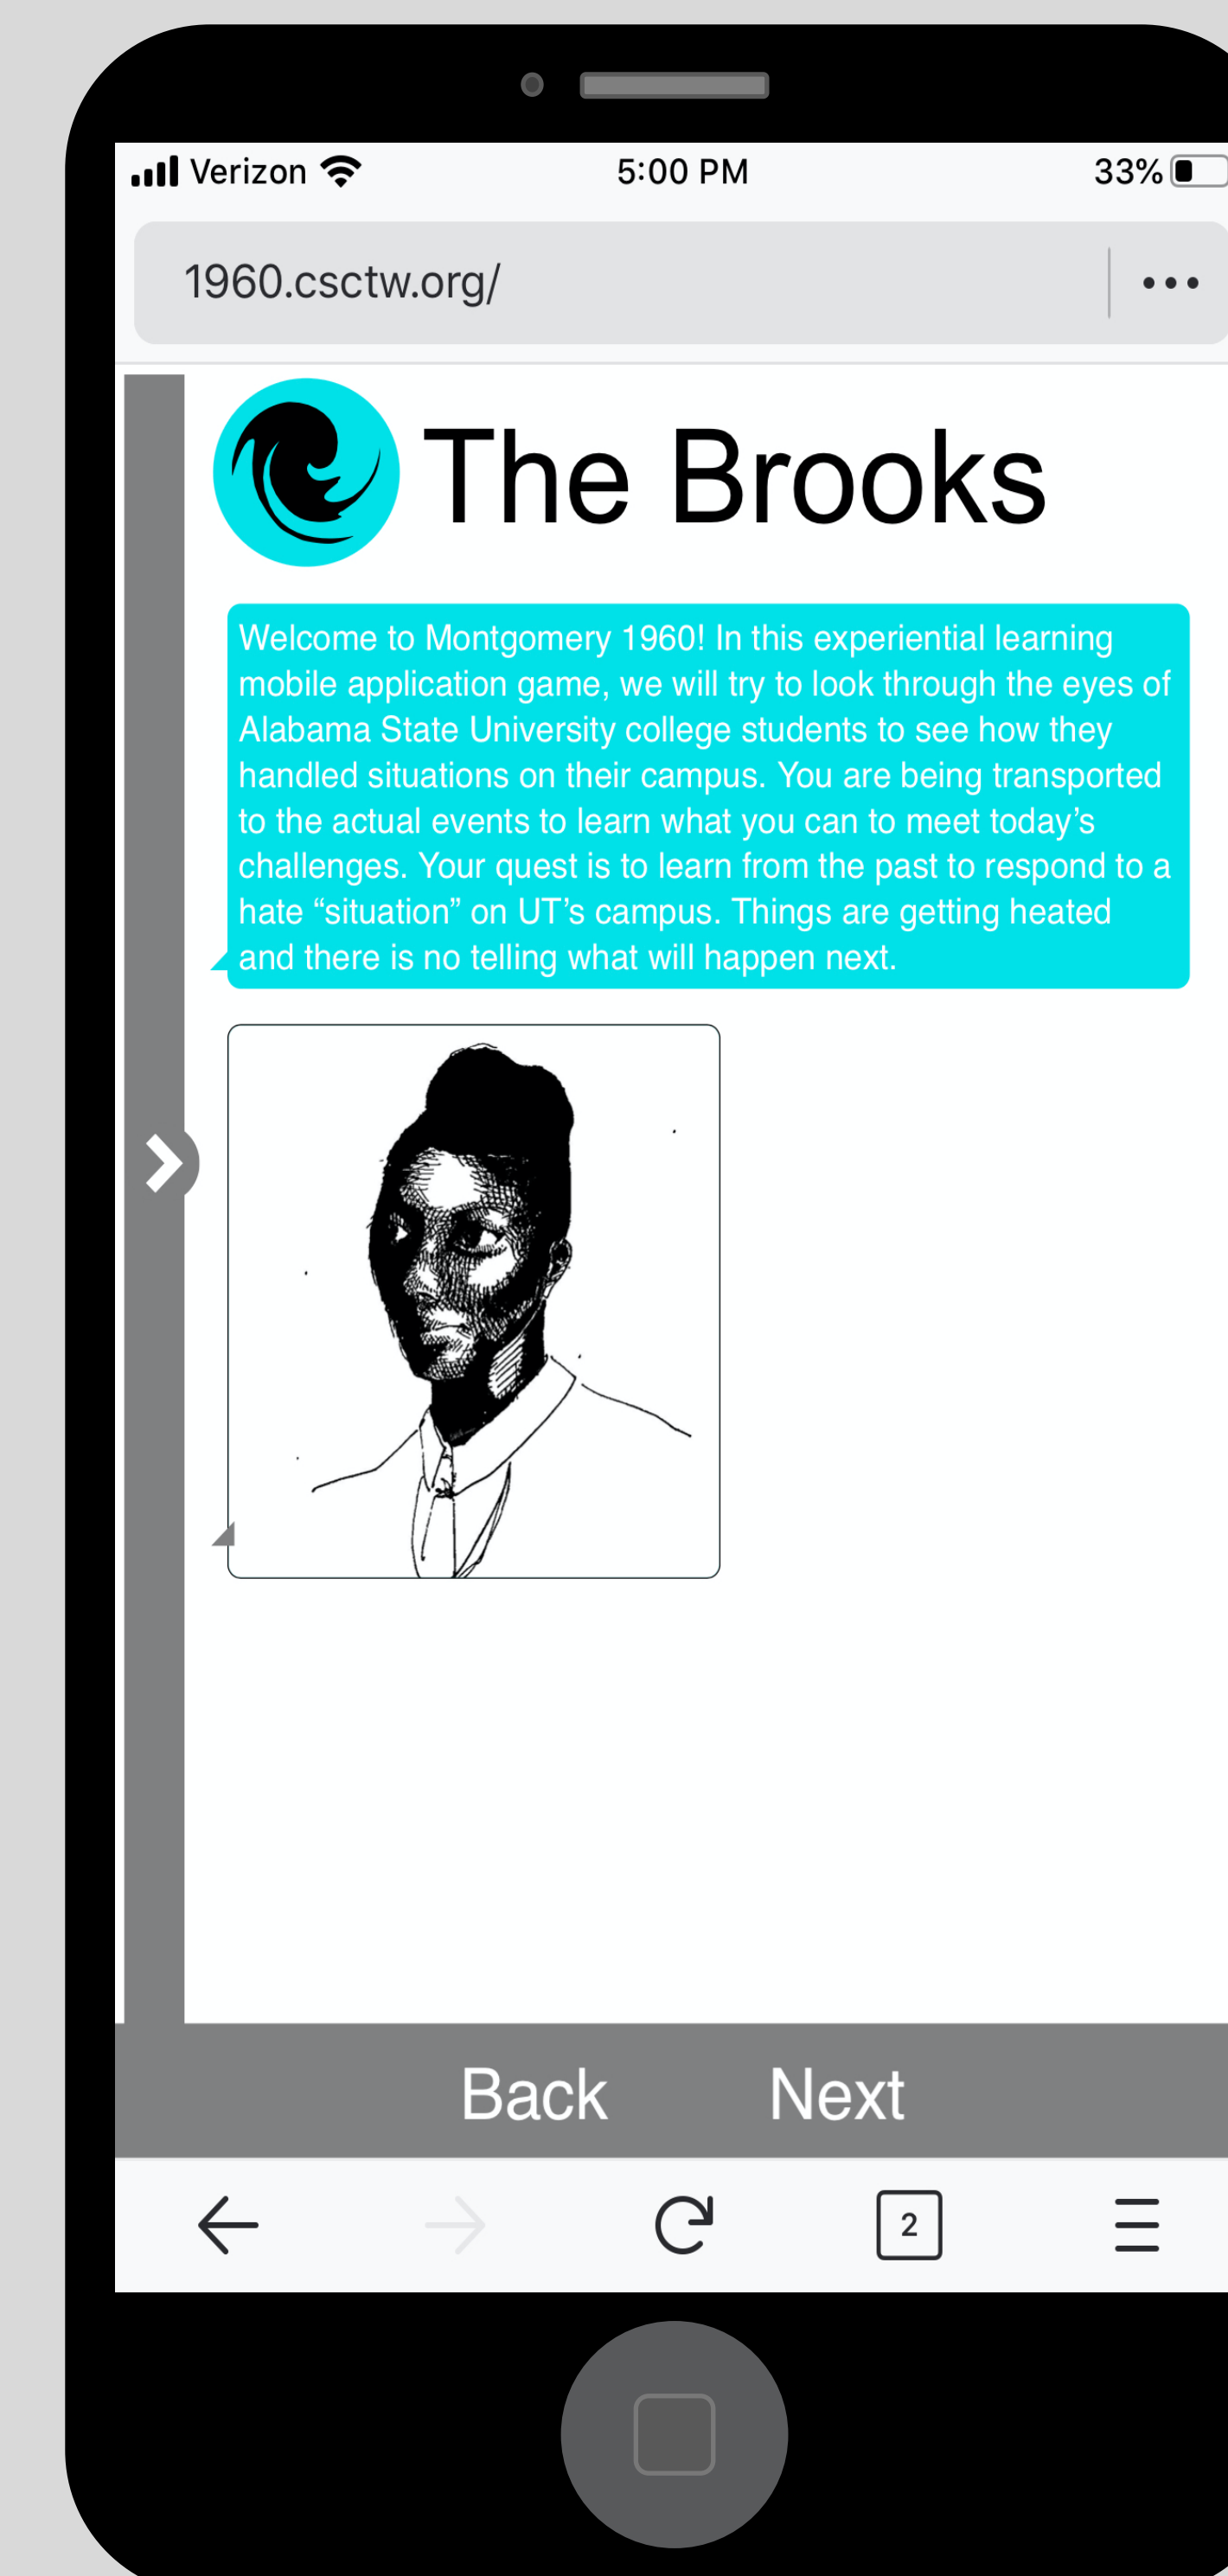 Verizon
5:00 PM
33%
1960.csctw.org/
The Brooks
Welcome to Montgomery 1960! In this experiential learning
mobile application game, we will try to look through the eyes of
Alabama State University college students to see how they
handled situations on their campus. You are being transported
to the actual events to learn what you can to meet today’s
challenges. Your quest is to learn from the past to respond to a
hate “situation” on UT’s campus. Things are getting heated
and there is no telling what will happen next.
Back
Next
2